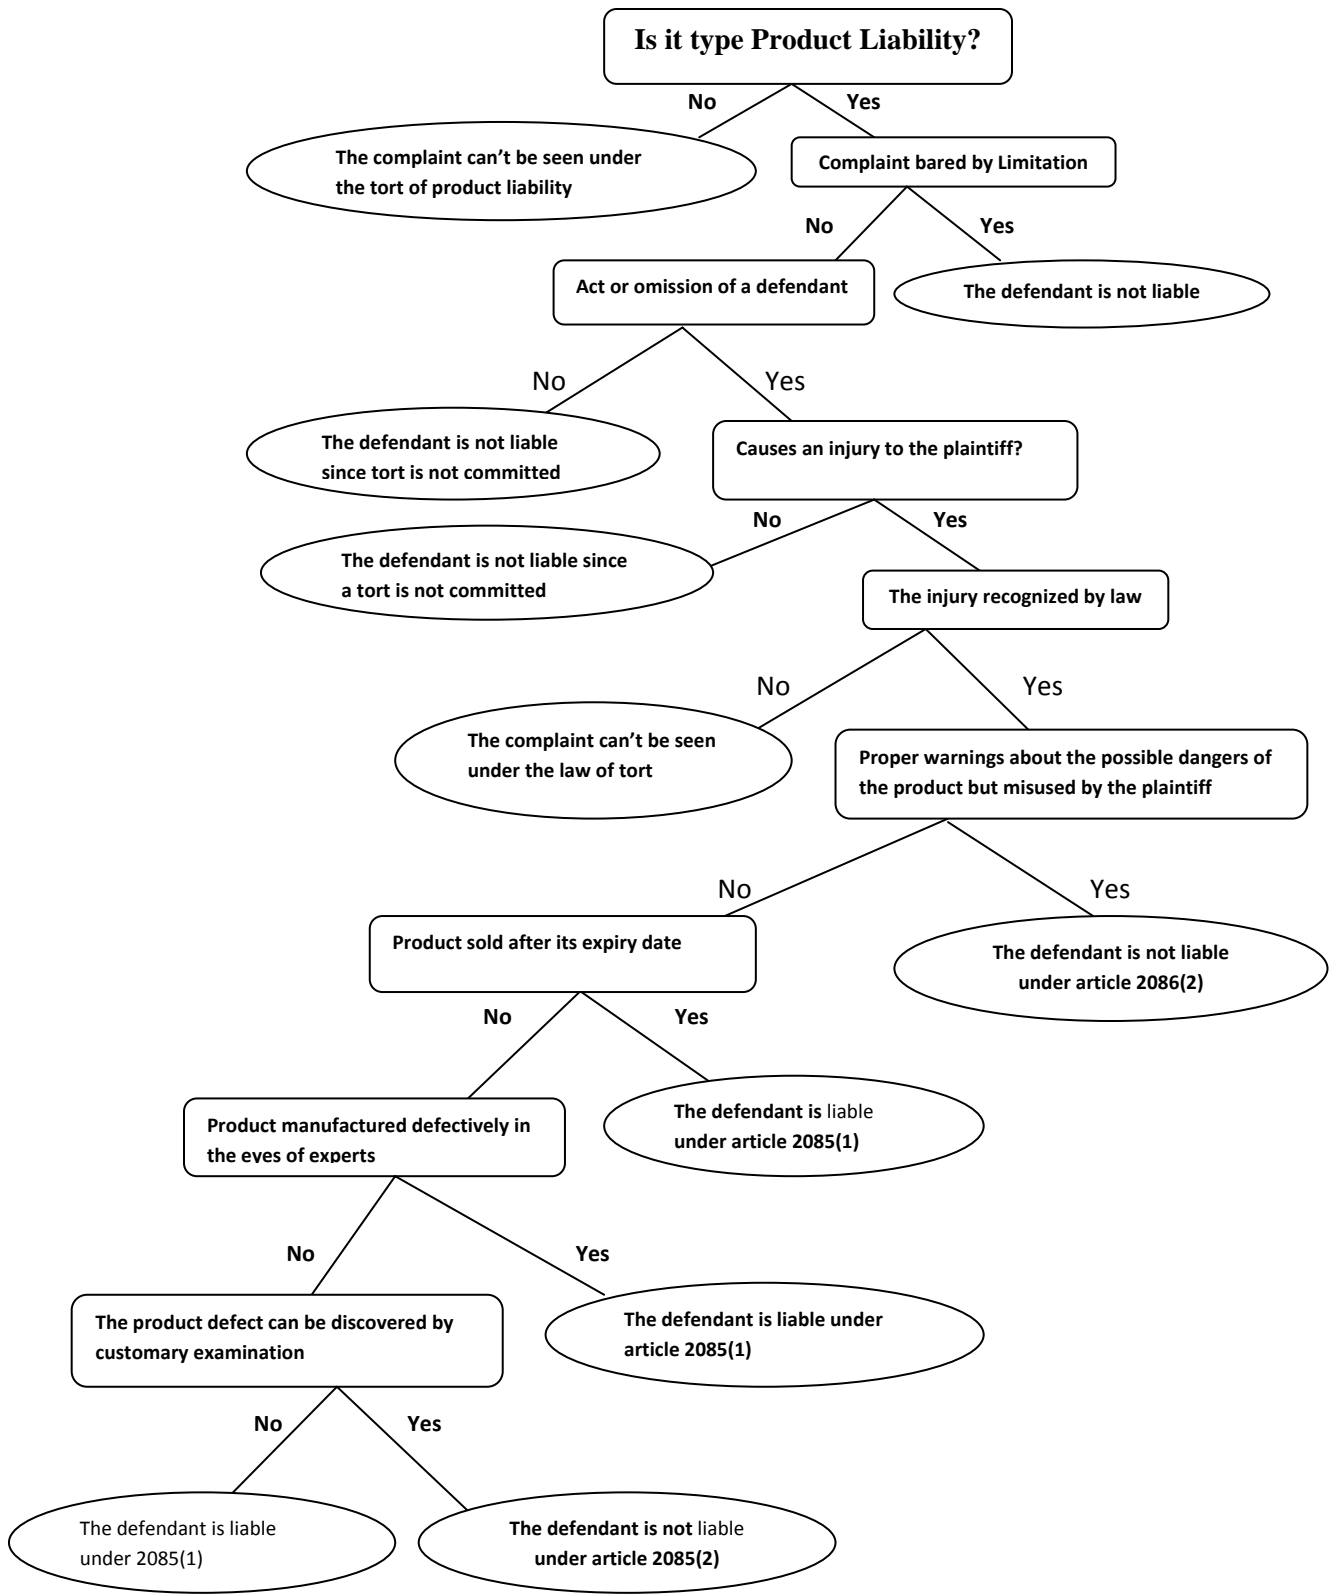 Is it type Product Liability?
No
Yes
The complaint can't be seen under
the tort of product liability
Complaint bared by Limitation
No
Yes
Act or omission of a defendant
The defendant is not liable
No
Yes
The defendant is not liable
since tort is not committed
Causes an injury to the plaintiff?
No
Yes
The defendant is not liable since
a tort is not committed
The injury recognized by law
No
Yes
The complaint can't be seen
under the law of tort
Proper warnings about the possible dangers of
the product but misused by the plaintiff
No
Yes
Product sold after its expiry date
The defendant is not liable
under article 2086(2)
No
Yes
Product manufactured defectively in
the eyes of experts
The defendant is liable
under article 2085(1)
No
Yes
The product defect can be discovered by
customary examination
The defendant is liable under
article 2085(1)
No
Yes
The defendant is liable
under 2085(1)
The defendant is not liable
under article 2085(2)